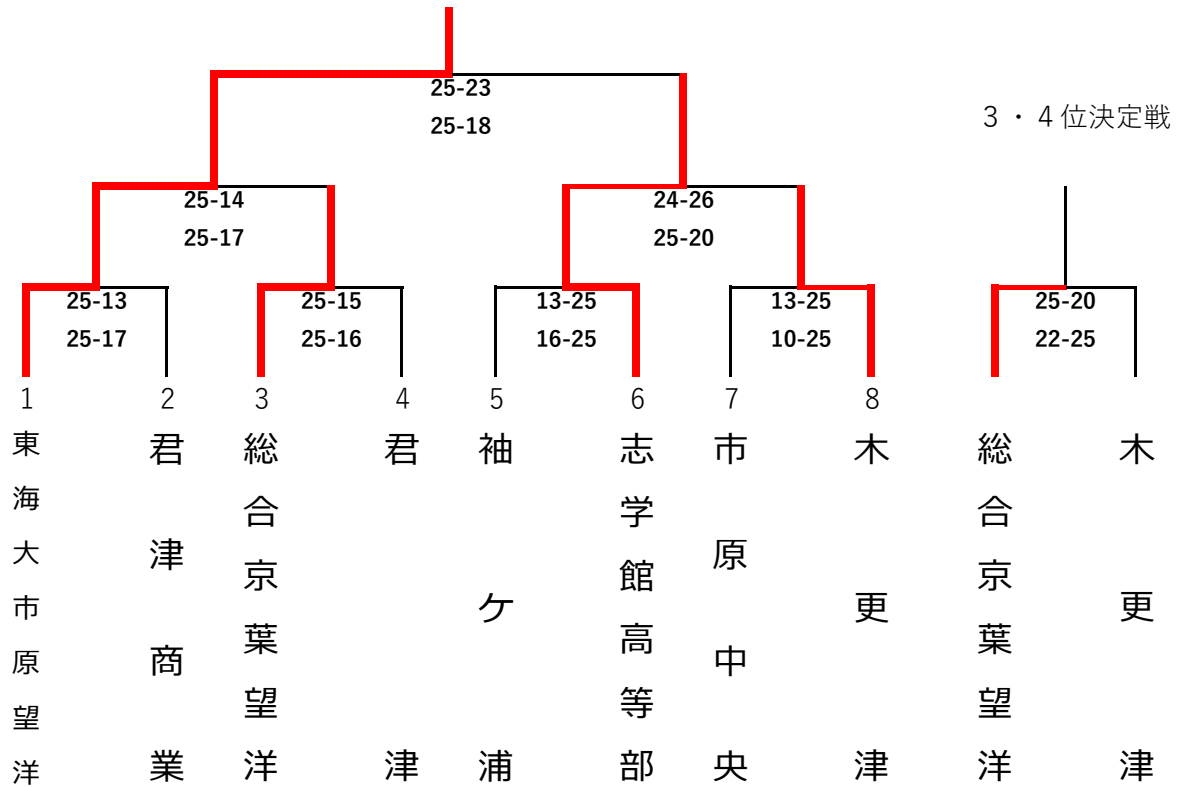 25-23
25-18
３・４位決定戦
25-14
25-17
24-26
25-20
25-13
25-17
25-15
25-16
13-25
16-25
13-25
10-25
25-20
22-25
1
2
3
4
5
6
7
8
東海大市原望洋
君津商業
総合京葉望洋
君津
袖ケ浦
志学館高等部
市原中央
木更津
総合京葉望洋
木更津